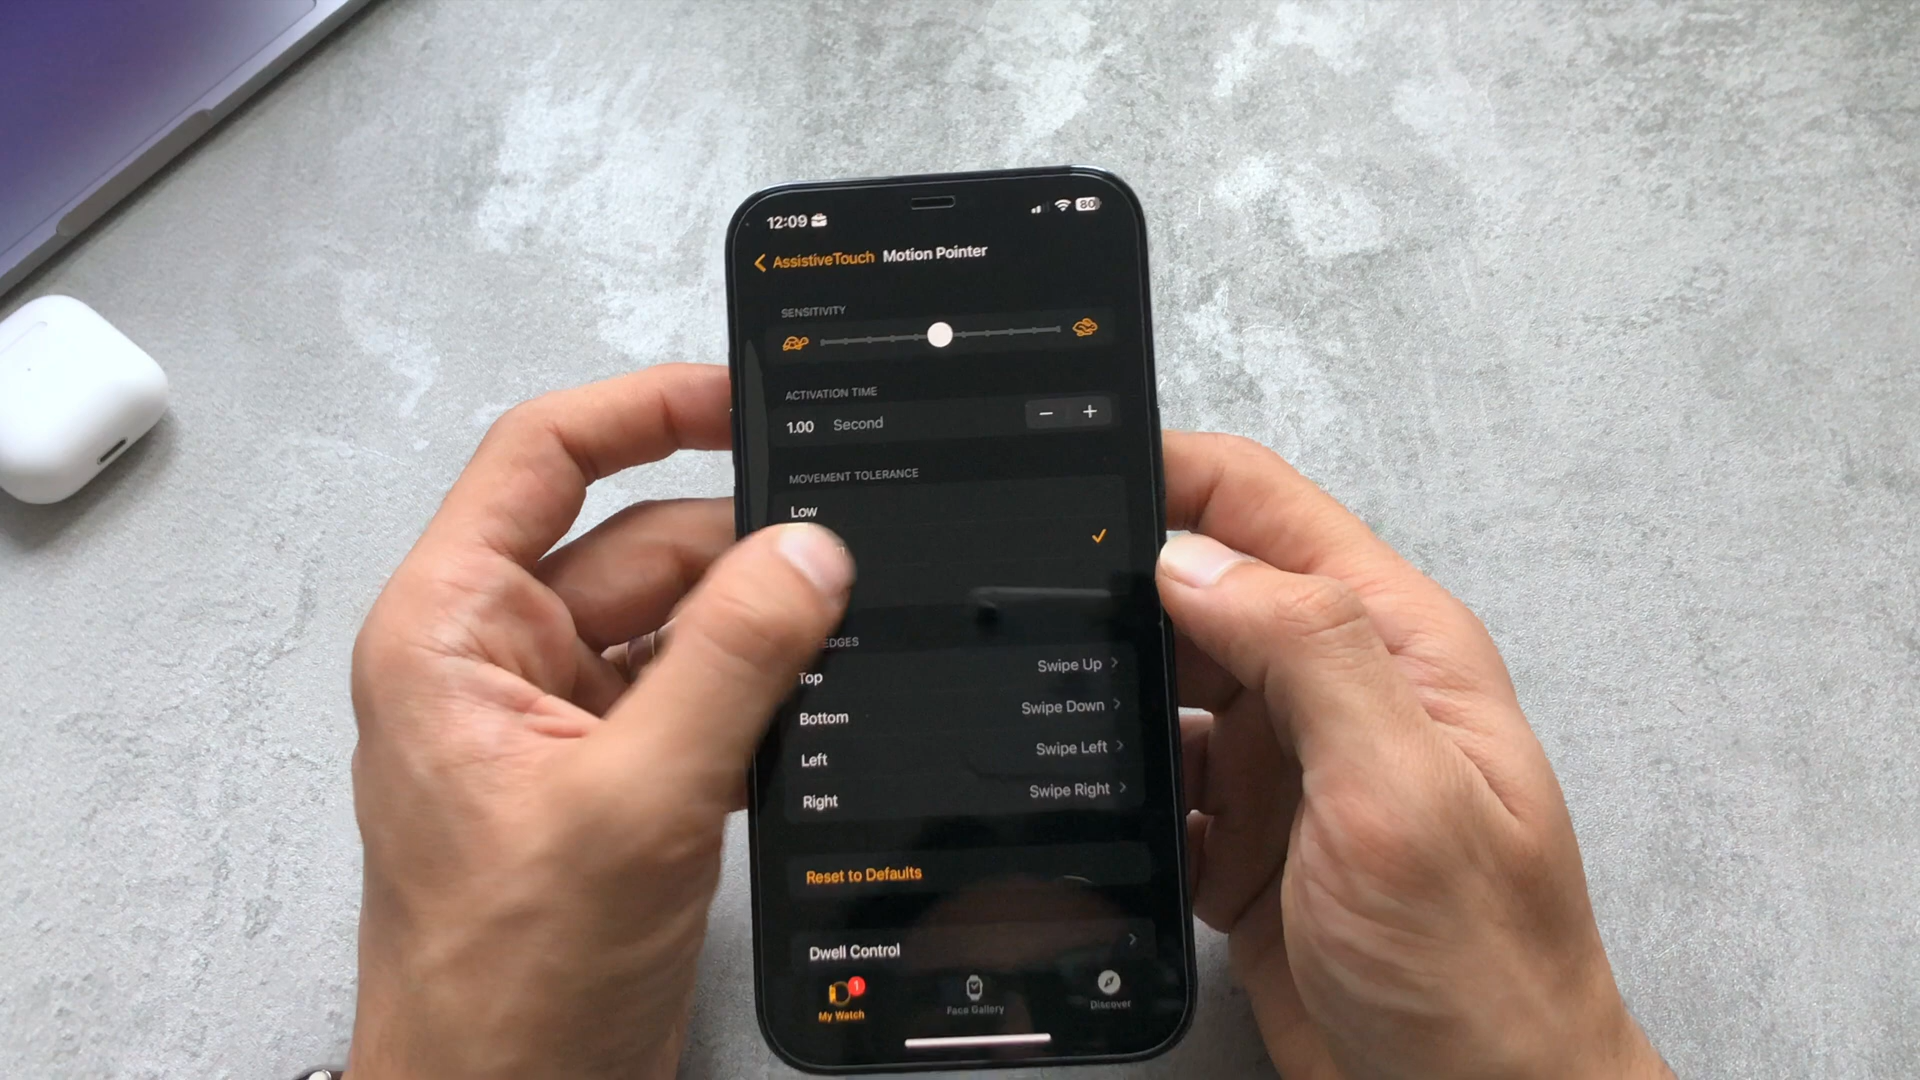 12:09
80
AssistiveTouch Motion Pointer
SENSITIVITY
ACTIVATION TIME
1.00 Second − +
MOVEMENT TOLERANCE
Low
EDGES
Top Swipe Up
Bottom Swipe Down
Left Swipe Left
Right Swipe Right
Reset to Defaults
Dwell Control
1
My Watch
Face Gallery
Discover